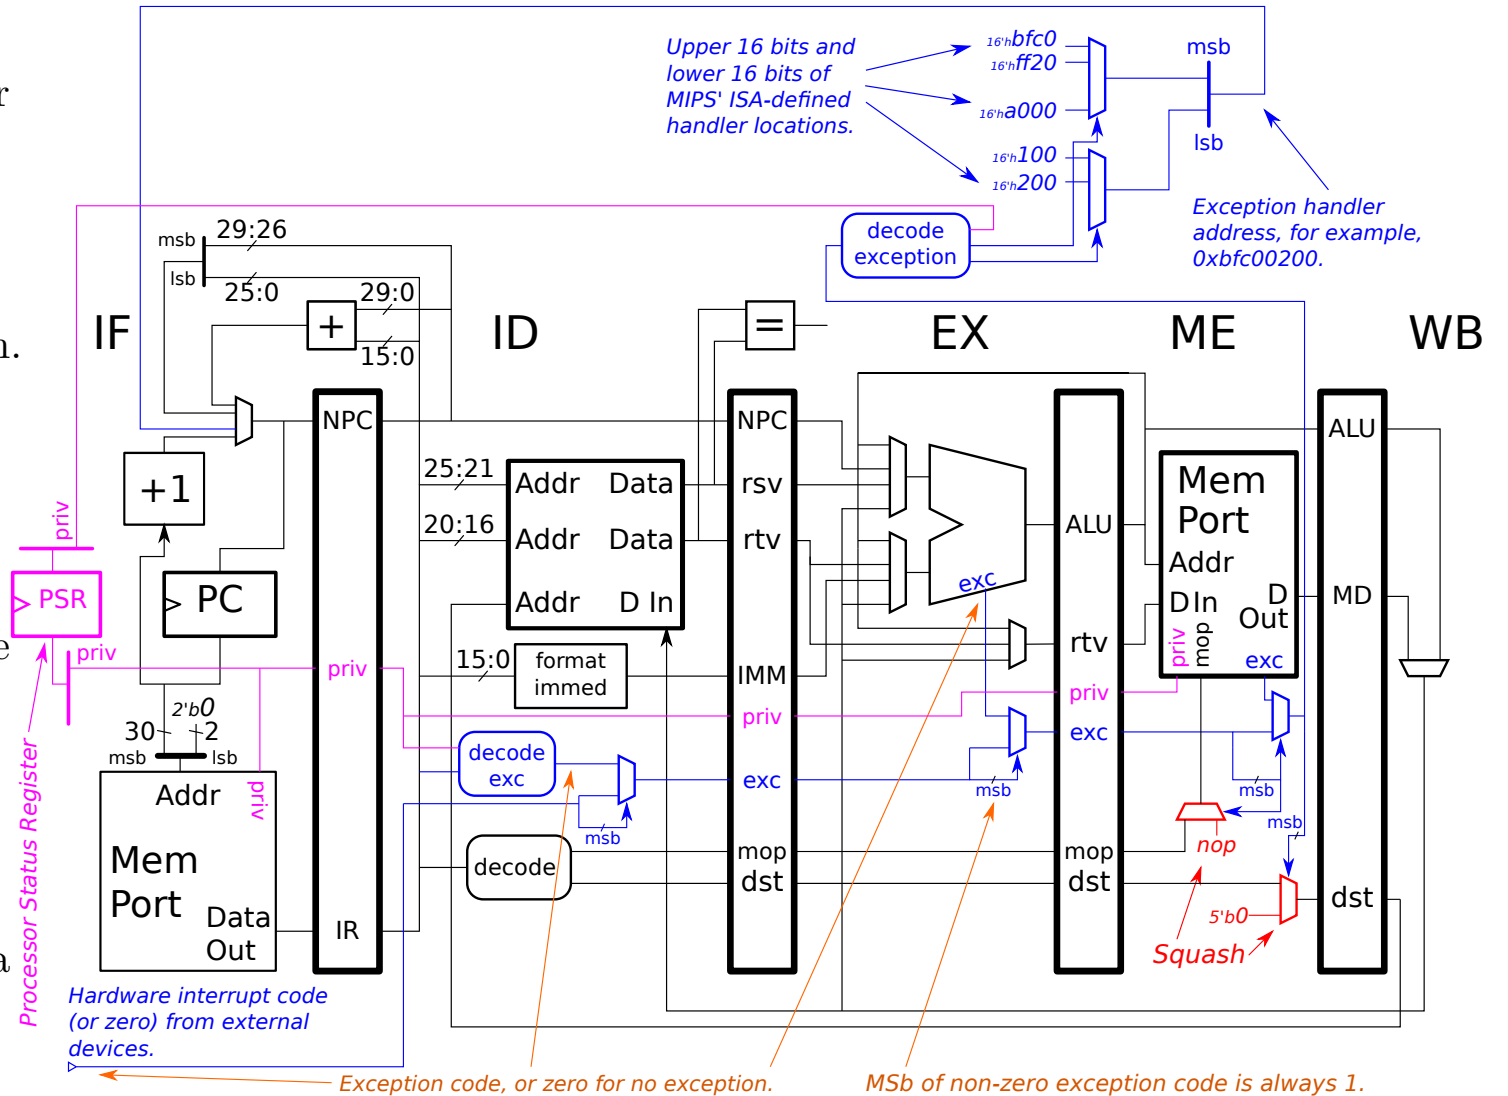 r
n.
e
a
Upper 16 bits and
lower 16 bits of
MIPS' ISA-defined
handler locations.
16'hbfc0
16'hff20
16'ha000
16'h100
16'h200
msb
lsb
decode
exception
Exception handler
address, for example,
0xbfc00200.
msb
lsb
29:26
25:0
29:0
15:0
+
=
IF
ID
EX
ME
WB
NPC
+1
priv
PSR
PC
priv
priv
2'b0
30
2
msb
lsb
Addr
priv
Mem
Port
Data
Out
IR
Processor Status Register
Hardware interrupt code
(or zero) from external
devices.
25:21
20:16
Addr
Data
Addr
Data
Addr
D In
15:0
format
immed
decode
exc
msb
decode
NPC
rsv
rtv
IMM
priv
exc
mop
dst
exc
msb
ALU
rtv
priv
exc
mop
dst
Mem
Port
Addr
D In
D
Out
priv
mop
exc
msb
msb
nop
5'b0
Squash
ALU
MD
dst
Exception code, or zero for no exception.
MSb of non-zero exception code is always 1.